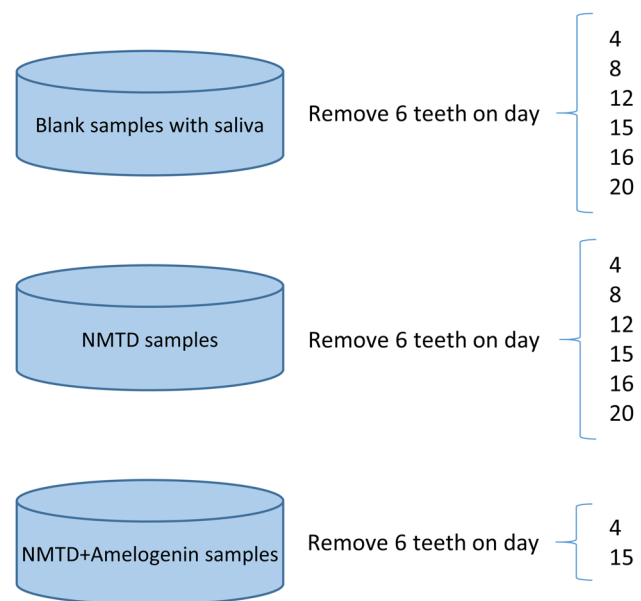 Blank samples with saliva
Remove 6 teeth on day
4
8
12
15
16
20
NMTD samples
Remove 6 teeth on day
4
8
12
15
16
20
NMTD+Amelogenin samples
Remove 6 teeth on day
4
15